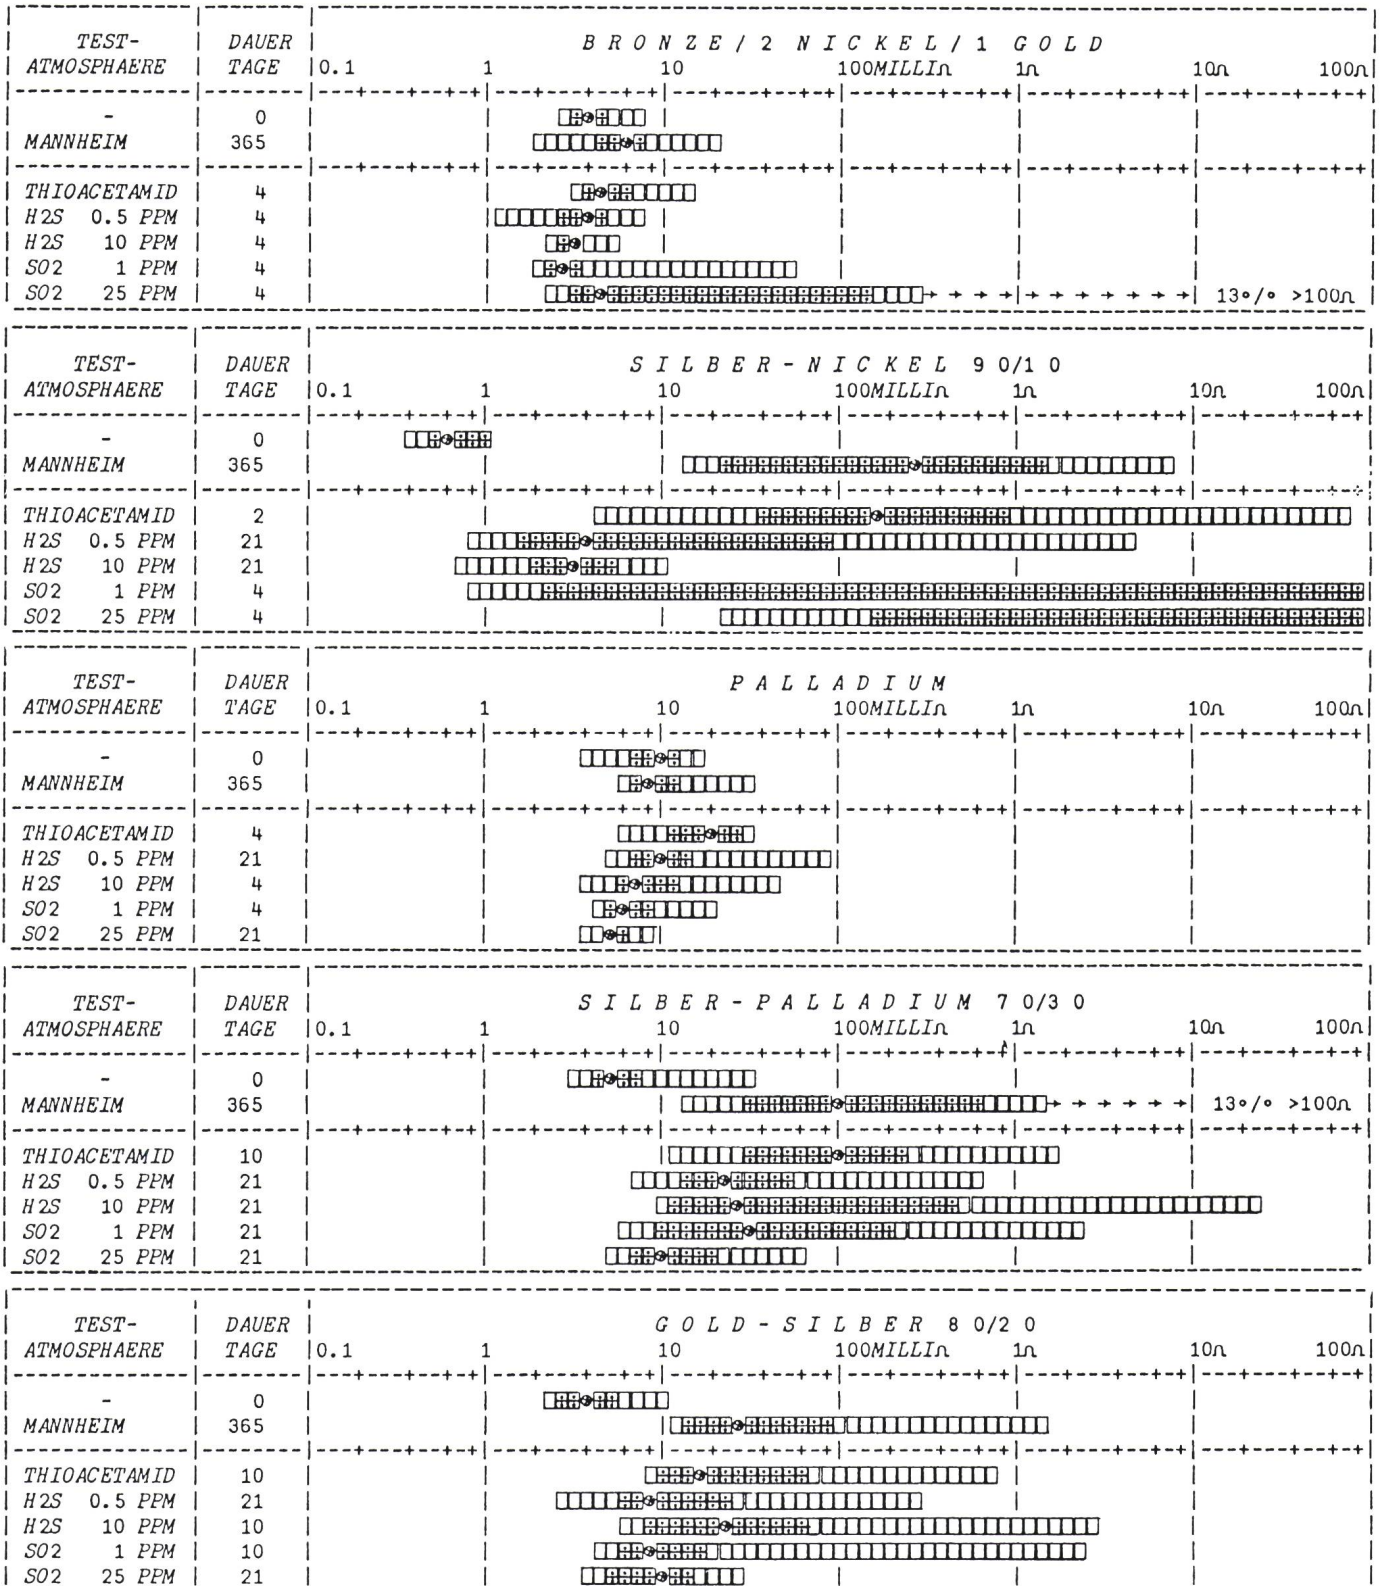 TEST- DAUER B R O N Z E / 2 N I C K E L / 1 G O L D
ATMOSPHAERE TAGE 0.1 1 10 100MILLIΩ 1Ω 10Ω 100Ω
- 0
MANNHEIM 365
THIOACETAMID 4
H2S 0.5 PPM 4
H2S 10 PPM 4
SO2 1 PPM 4
SO2 25 PPM 4 13o/o >100Ω
TEST- DAUER S I L B E R - N I C K E L 9 0/1 0
ATMOSPHAERE TAGE 0.1 1 10 100MILLIΩ 1Ω 10Ω 100Ω
- 0
MANNHEIM 365
THIOACETAMID 2
H2S 0.5 PPM 21
H2S 10 PPM 21
SO2 1 PPM 4
SO2 25 PPM 4
TEST- DAUER P A L L A D I U M
ATMOSPHAERE TAGE 0.1 1 10 100MILLIΩ 1Ω 10Ω 100Ω
- 0
MANNHEIM 365
THIOACETAMID 4
H2S 0.5 PPM 21
H2S 10 PPM 4
SO2 1 PPM 4
SO2 25 PPM 21
TEST- DAUER S I L B E R - P A L L A D I U M 7 0/3 0
ATMOSPHAERE TAGE 0.1 1 10 100MILLIΩ 1Ω 10Ω 100Ω
- 0
MANNHEIM 365 13o/o >100Ω
THIOACETAMID 10
H2S 0.5 PPM 21
H2S 10 PPM 21
SO2 1 PPM 21
SO2 25 PPM 21
TEST- DAUER G O L D - S I L B E R 8 0/2 0
ATMOSPHAERE TAGE 0.1 1 10 100MILLIΩ 1Ω 10Ω 100Ω
- 0
MANNHEIM 365
THIOACETAMID 10
H2S 0.5 PPM 21
H2S 10 PPM 10
SO2 1 PPM 10
SO2 25 PPM 21